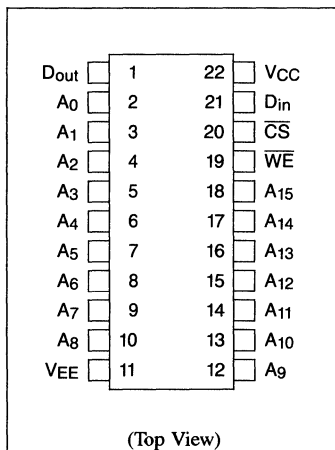 Dout 1 22 VCC
A0 2 21 Din
A1 3 20 C̅S̅
A2 4 19 W̅E̅
A3 5 18 A15
A4 6 17 A14
A5 7 16 A13
A6 8 15 A12
A7 9 14 A11
A8 10 13 A10
VEE 11 12 A9
(Top View)